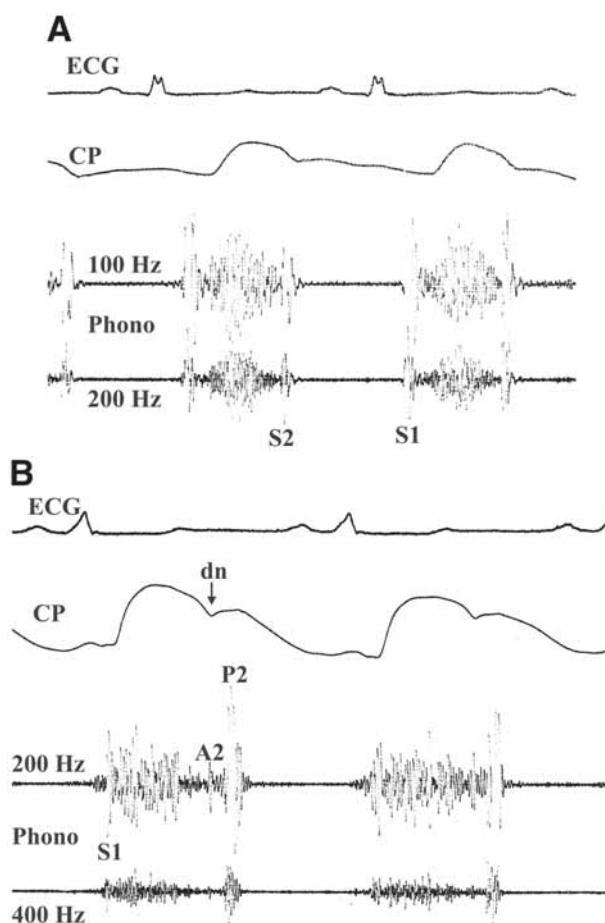 A
ECG
CP
100 Hz
Phono
200 Hz
S2 S1
B
ECG
dn
CP
P2
A2
200 Hz
Phono
S1
400 Hz